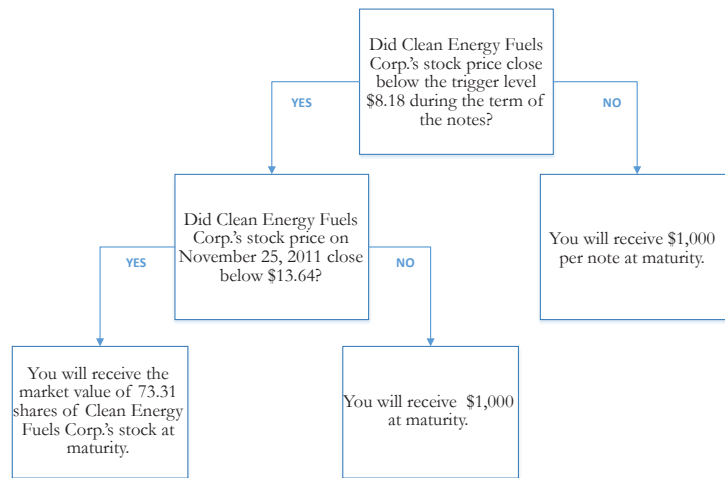 Did Clean Energy Fuels
Corp.'s stock price close
below the trigger level
$8.18 during the term of
the notes?
YES
NO
Did Clean Energy Fuels
Corp.'s stock price on
November 25, 2011 close
below $13.64?
You will receive $1,000
per note at maturity.
YES
NO
You will receive the
market value of 73.31
shares of Clean Energy
Fuels Corp.'s stock at
maturity.
You will receive $1,000
at maturity.